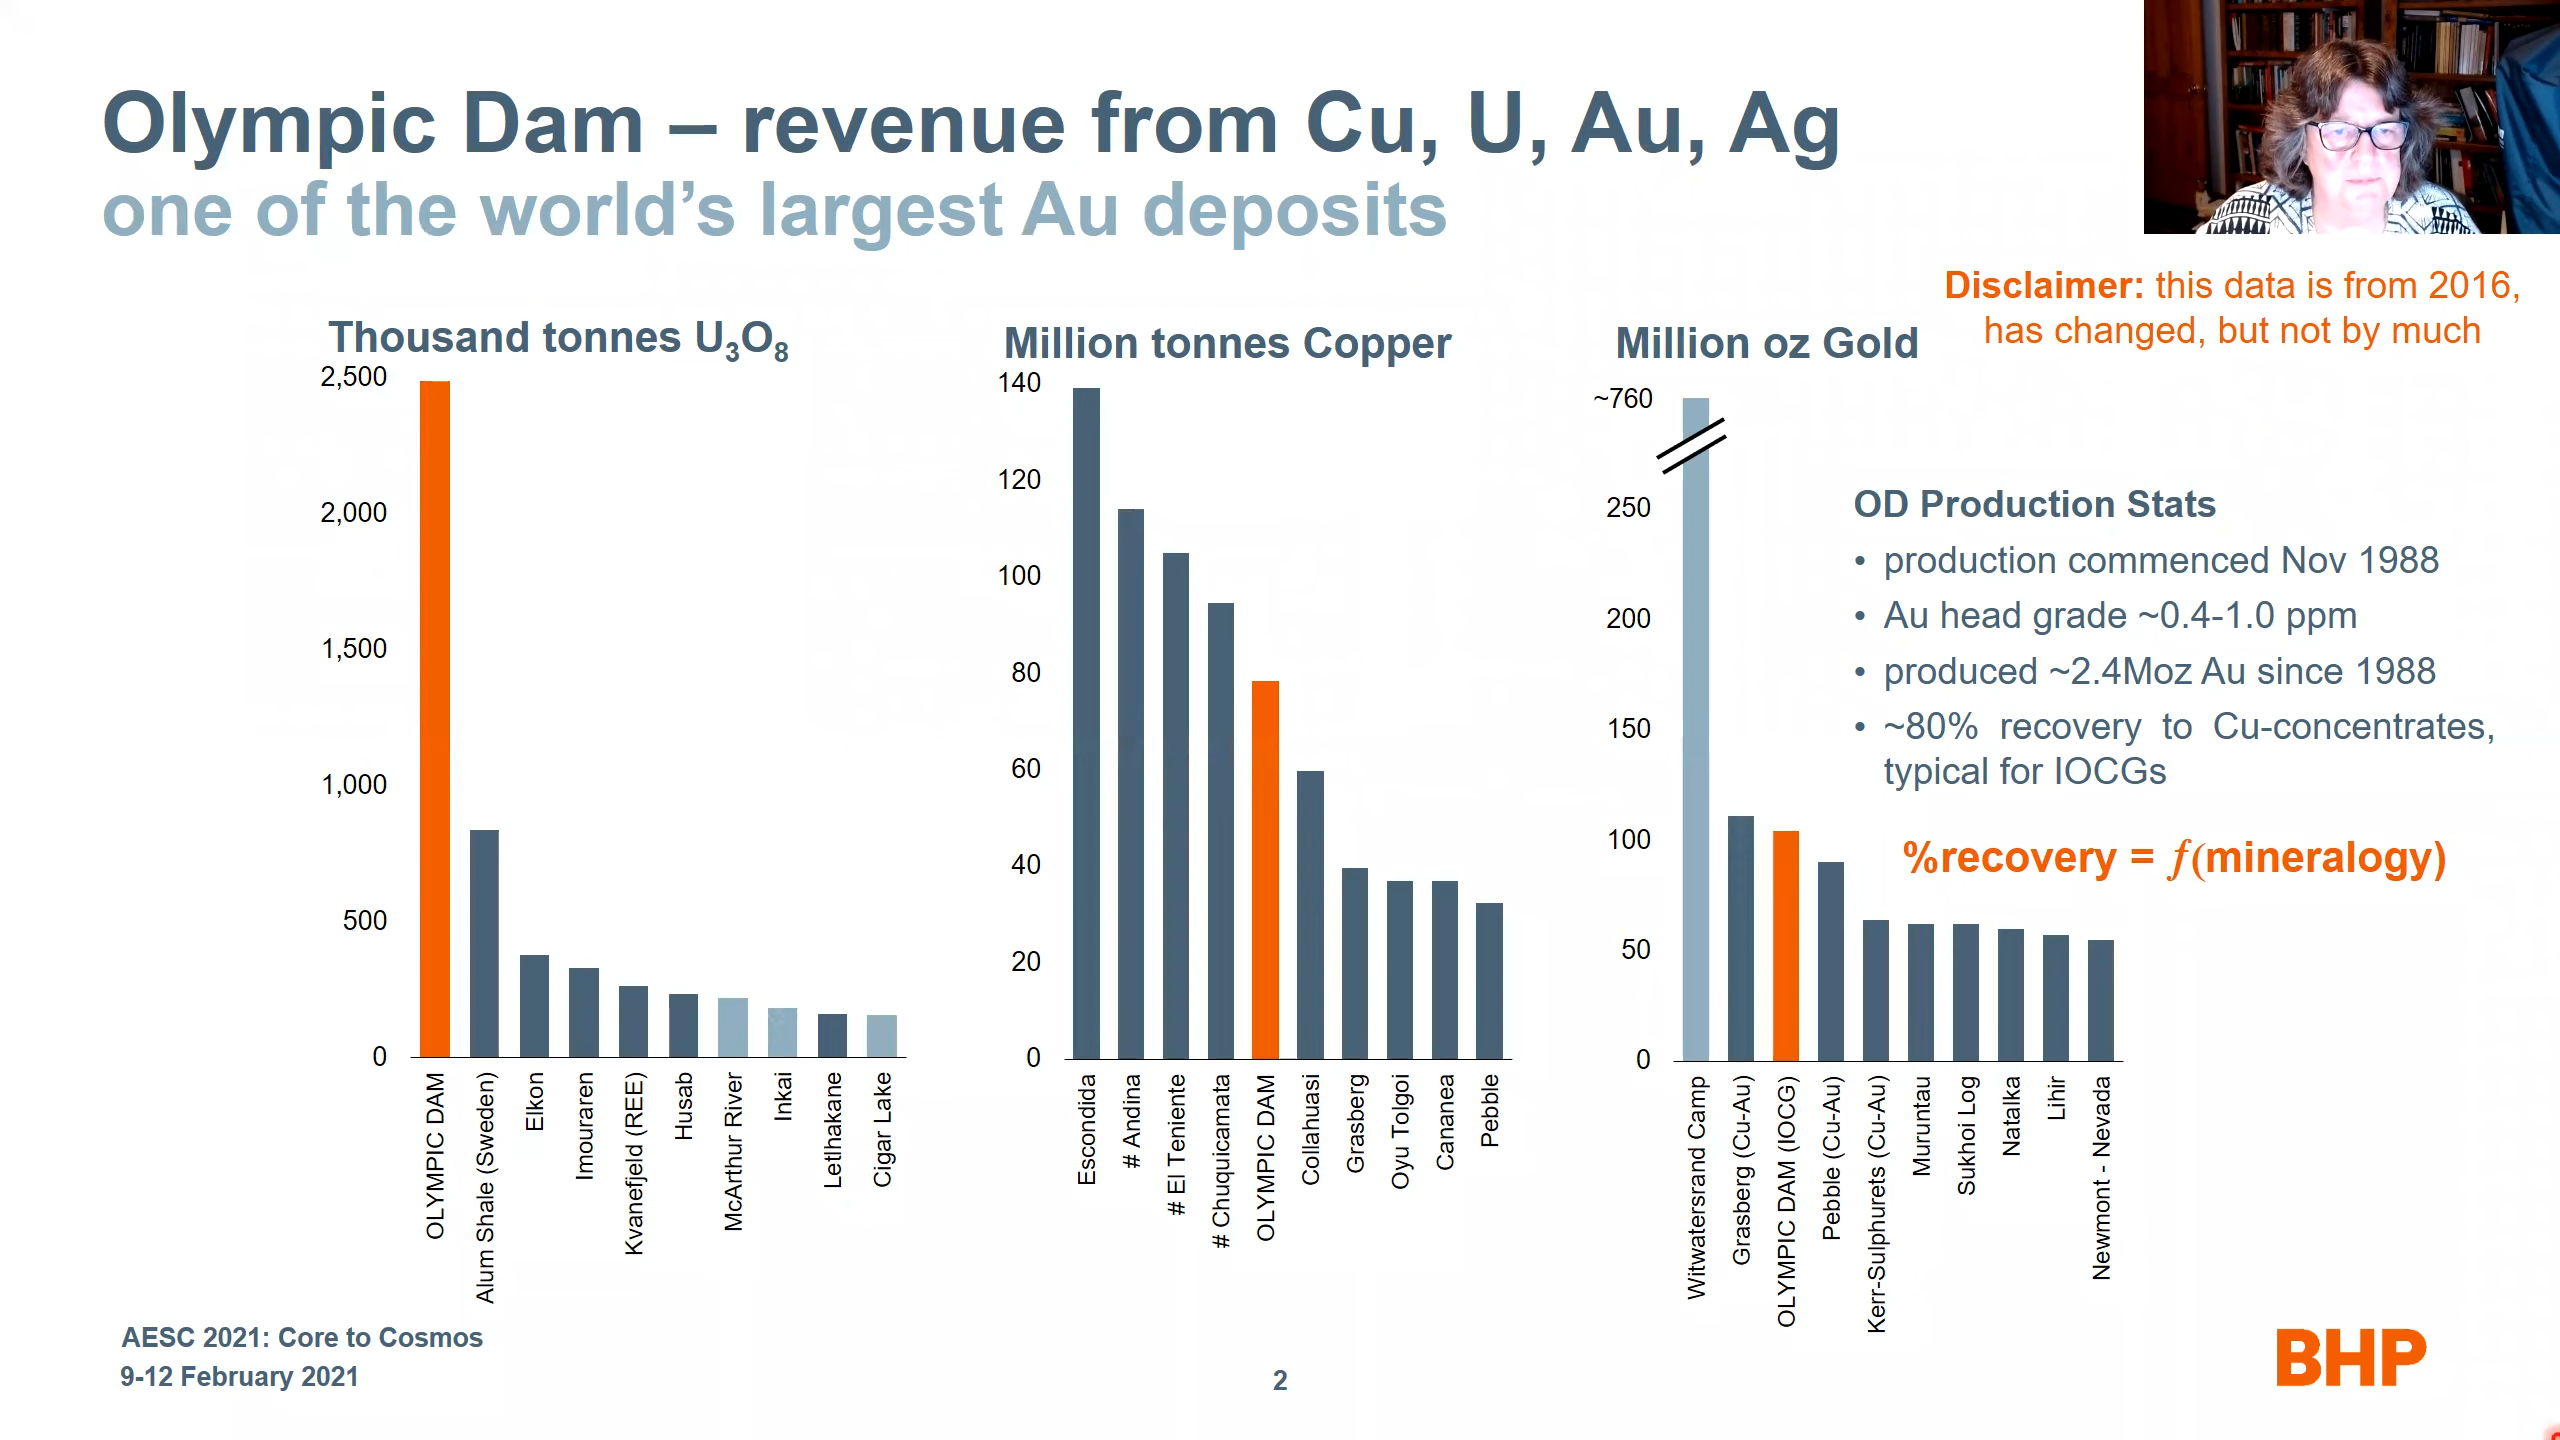 Olympic Dam – revenue from Cu, U, Au, Ag
one of the world’s largest Au deposits
Disclaimer: this data is from 2016,
has changed, but not by much
Thousand tonnes U₃O₈
2,500
2,000
1,500
1,000
500
0
OLYMPIC DAM
Alum Shale (Sweden)
Elkon
Imouraren
Kvanefjeld (REE)
Husab
McArthur River
Inkai
Letlhakane
Cigar Lake
Million tonnes Copper
140
120
100
80
60
40
20
0
Escondida
# Andina
# El Teniente
# Chuquicamata
OLYMPIC DAM
Collahuasi
Grasberg
Oyu Tolgoi
Cananea
Pebble
Million oz Gold
~760
250
200
150
100
50
0
Witwatersrand Camp
Grasberg (Cu-Au)
OLYMPIC DAM (IOCG)
Pebble (Cu-Au)
Kerr-Sulphurets (Cu-Au)
Muruntau
Sukhoi Log
Natalka
Lihir
Newmont - Nevada
OD Production Stats
• production commenced Nov 1988
• Au head grade ~0.4-1.0 ppm
• produced ~2.4Moz Au since 1988
• ~80% recovery to Cu-concentrates,
typical for IOCGs
%recovery = f(mineralogy)
AESC 2021: Core to Cosmos
9-12 February 2021
2
BHP